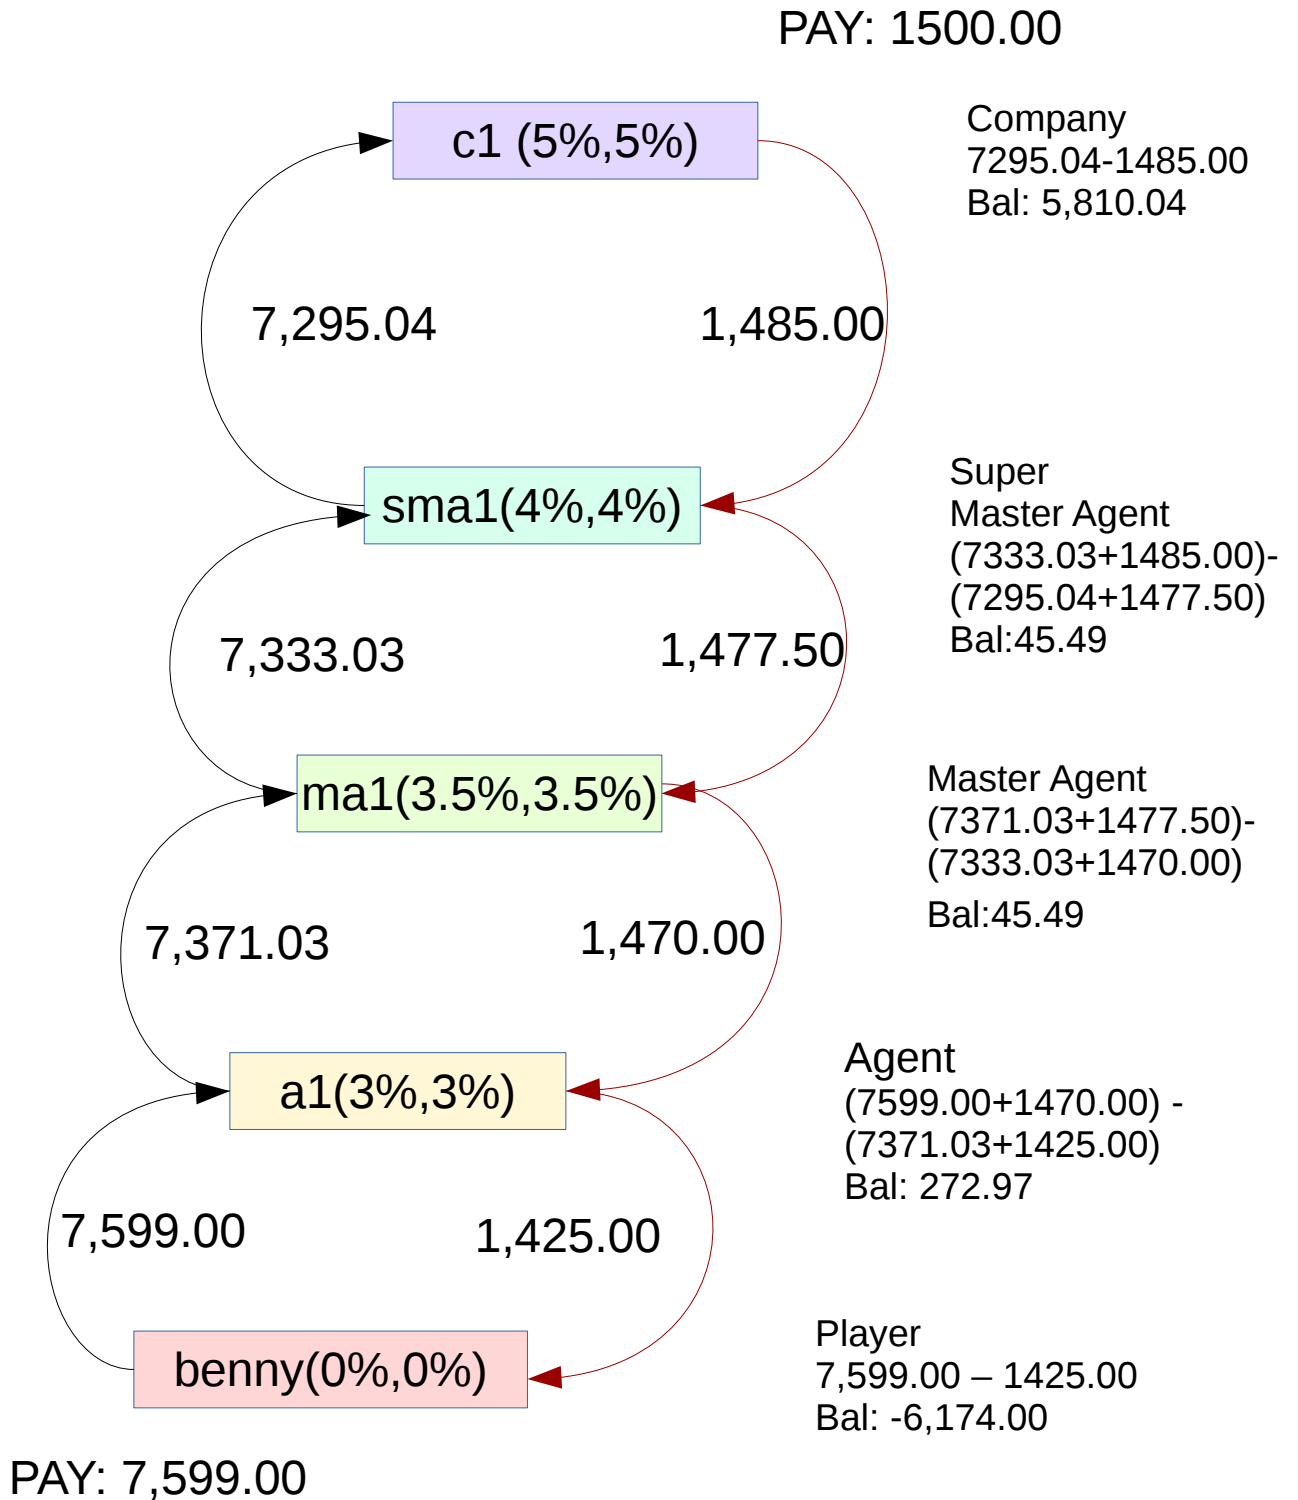 PAY: 1500.00
c1 (5%,5%)
Company
7295.04-1485.00
Bal: 5,810.04
7,295.04
1,485.00
sma1(4%,4%)
Super
Master Agent
(7333.03+1485.00)-
(7295.04+1477.50)
Bal:45.49
7,333.03
1,477.50
ma1(3.5%,3.5%)
Master Agent
(7371.03+1477.50)-
(7333.03+1470.00)
Bal:45.49
7,371.03
1,470.00
a1(3%,3%)
Agent
(7599.00+1470.00) -
(7371.03+1425.00)
Bal: 272.97
7,599.00
1,425.00
benny(0%,0%)
Player
7,599.00 – 1425.00
Bal: -6,174.00
PAY: 7,599.00